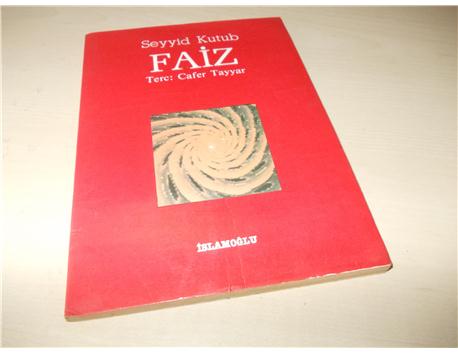 Seyyid Kutub
FAİZ
Terc: Cafer Tayyar
İSLAMOĞLU